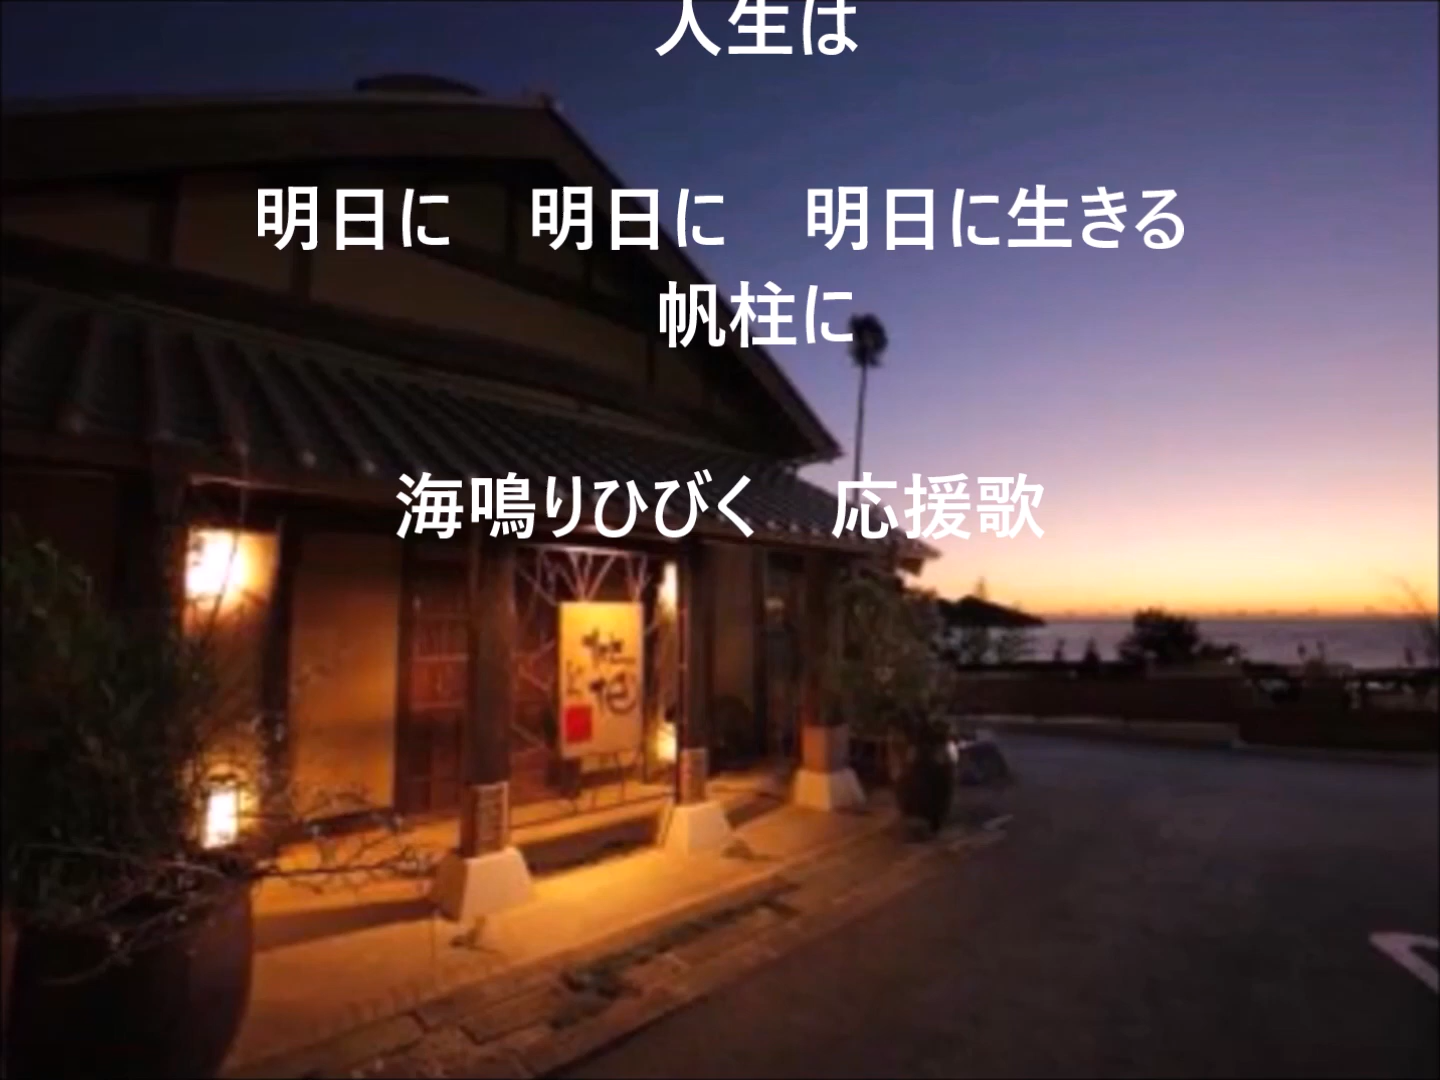 人生は
明日に　明日に　明日に生きる
帆柱に
海鳴りひびく　応援歌